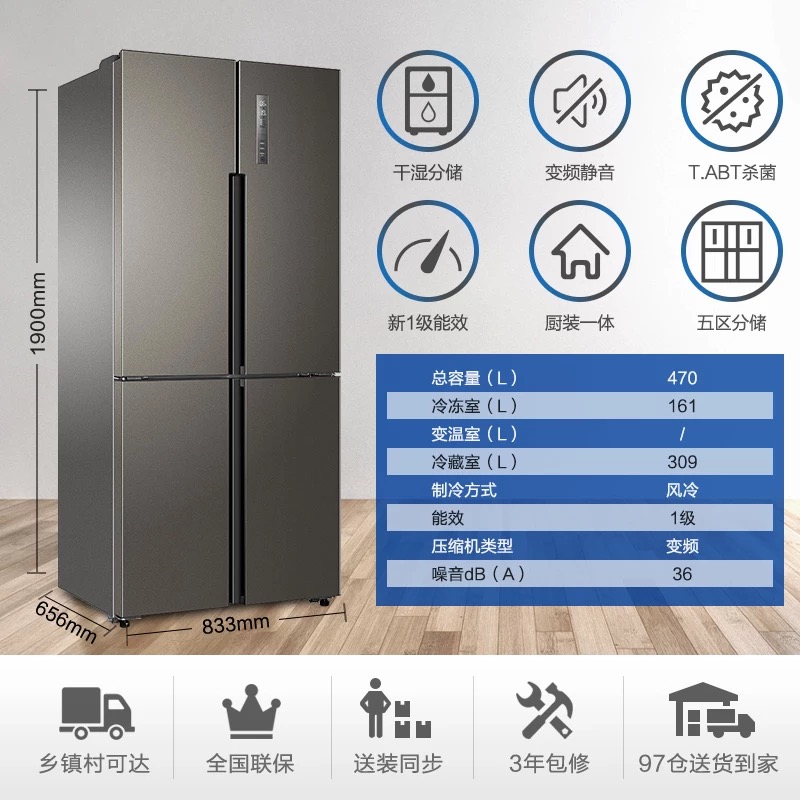 干湿分储
变频静音
T.ABT杀菌
新1级能效
厨装一体
五区分储
1900mm
656mm
833mm
总容量（L） 470
冷冻室（L） 161
变温室（L） /
冷藏室（L） 309
制冷方式 风冷
能效 1级
压缩机类型 变频
噪音dB（A） 36
乡镇村可达
全国联保
送装同步
3年包修
97仓送货到家